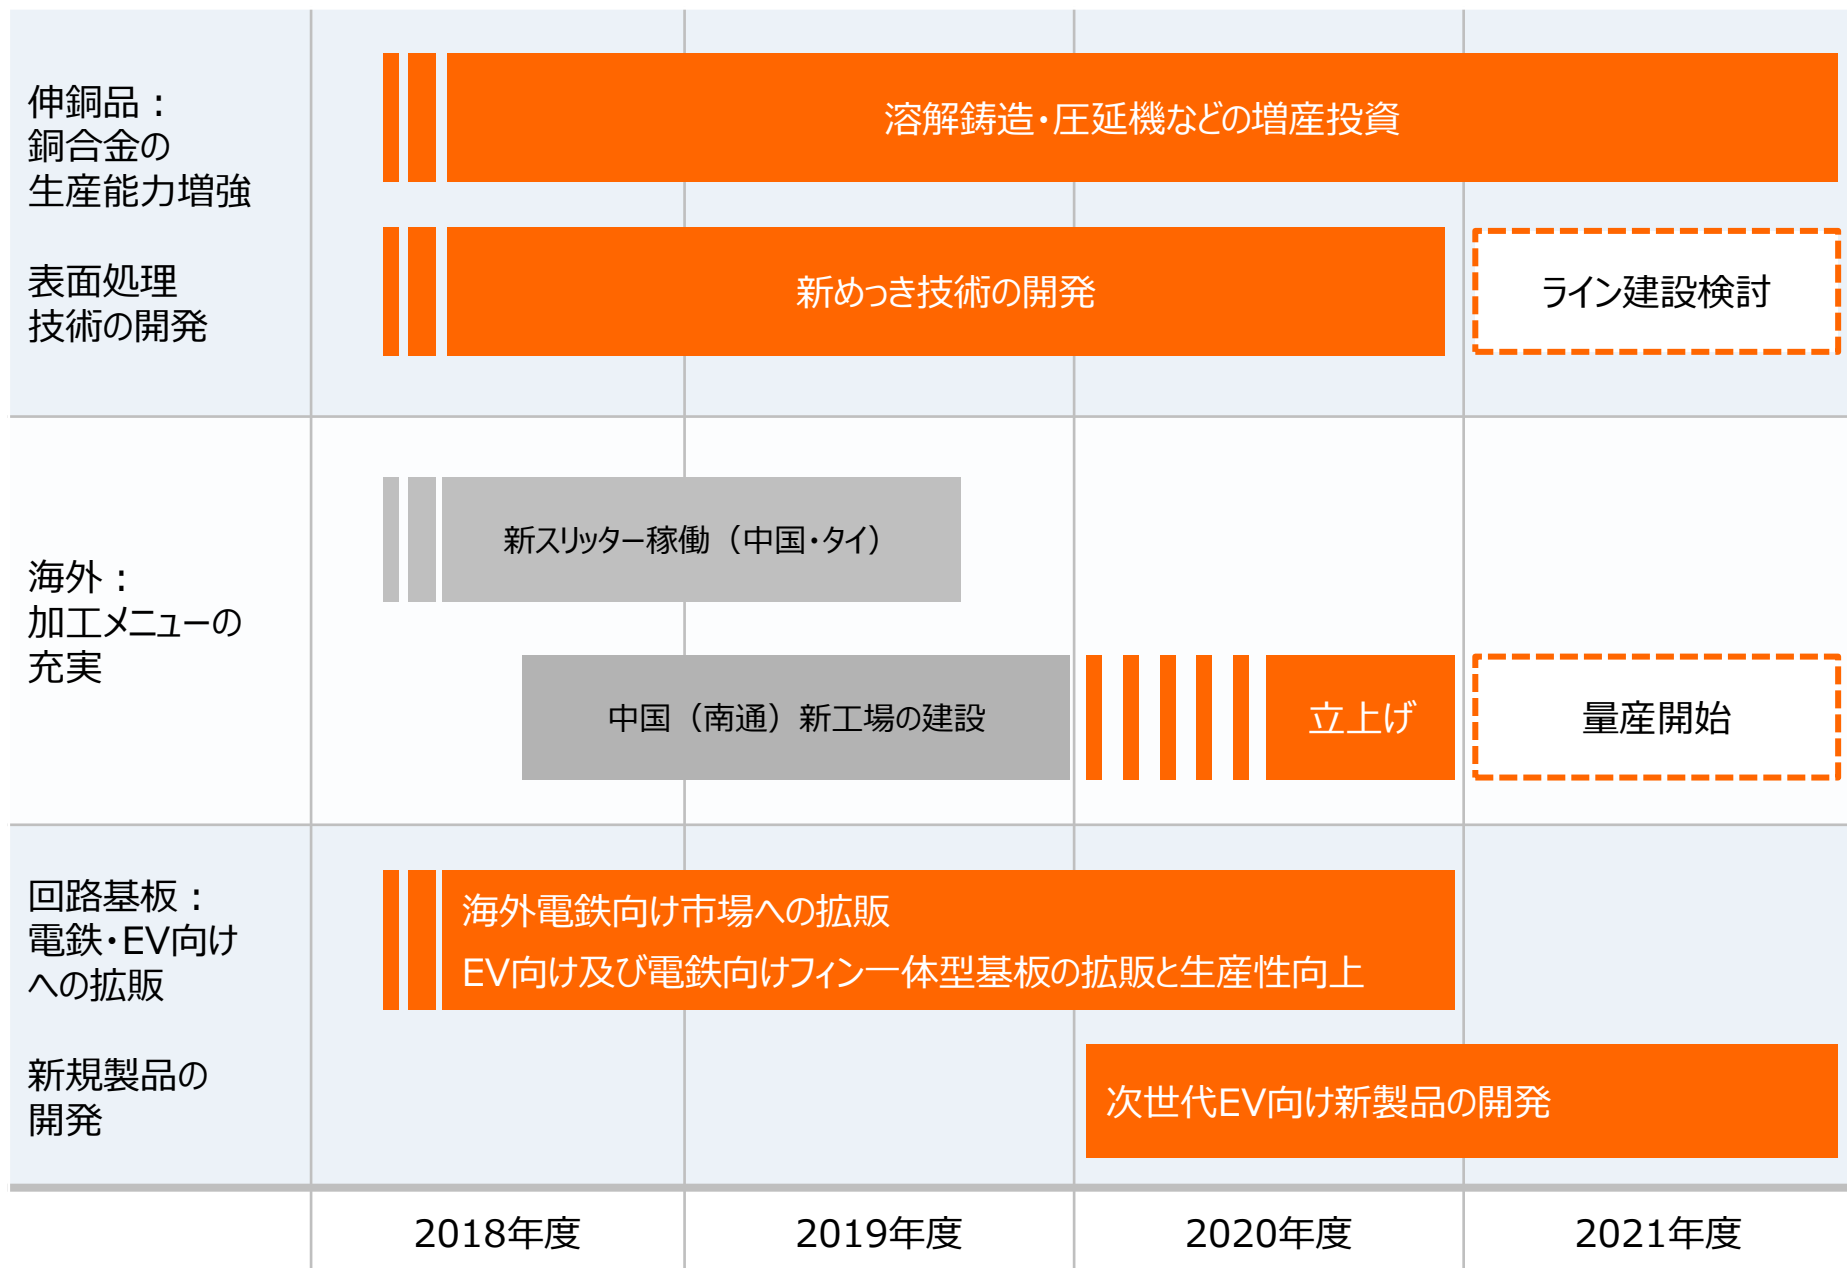 伸銅品：
銅合金の
生産能力増強
溶解鋳造・圧延機などの増産投資
表面処理
技術の開発
新めっき技術の開発
ライン建設検討
海外：
加工メニューの
充実
新スリッター稼働（中国・タイ）
中国（南通）新工場の建設
立上げ
量産開始
回路基板：
電鉄・EV向け
への拡販
海外電鉄向け市場への拡販
EV向け及び電鉄向けフィン一体型基板の拡販と生産性向上
新規製品の
開発
次世代EV向け新製品の開発
2018年度
2019年度
2020年度
2021年度